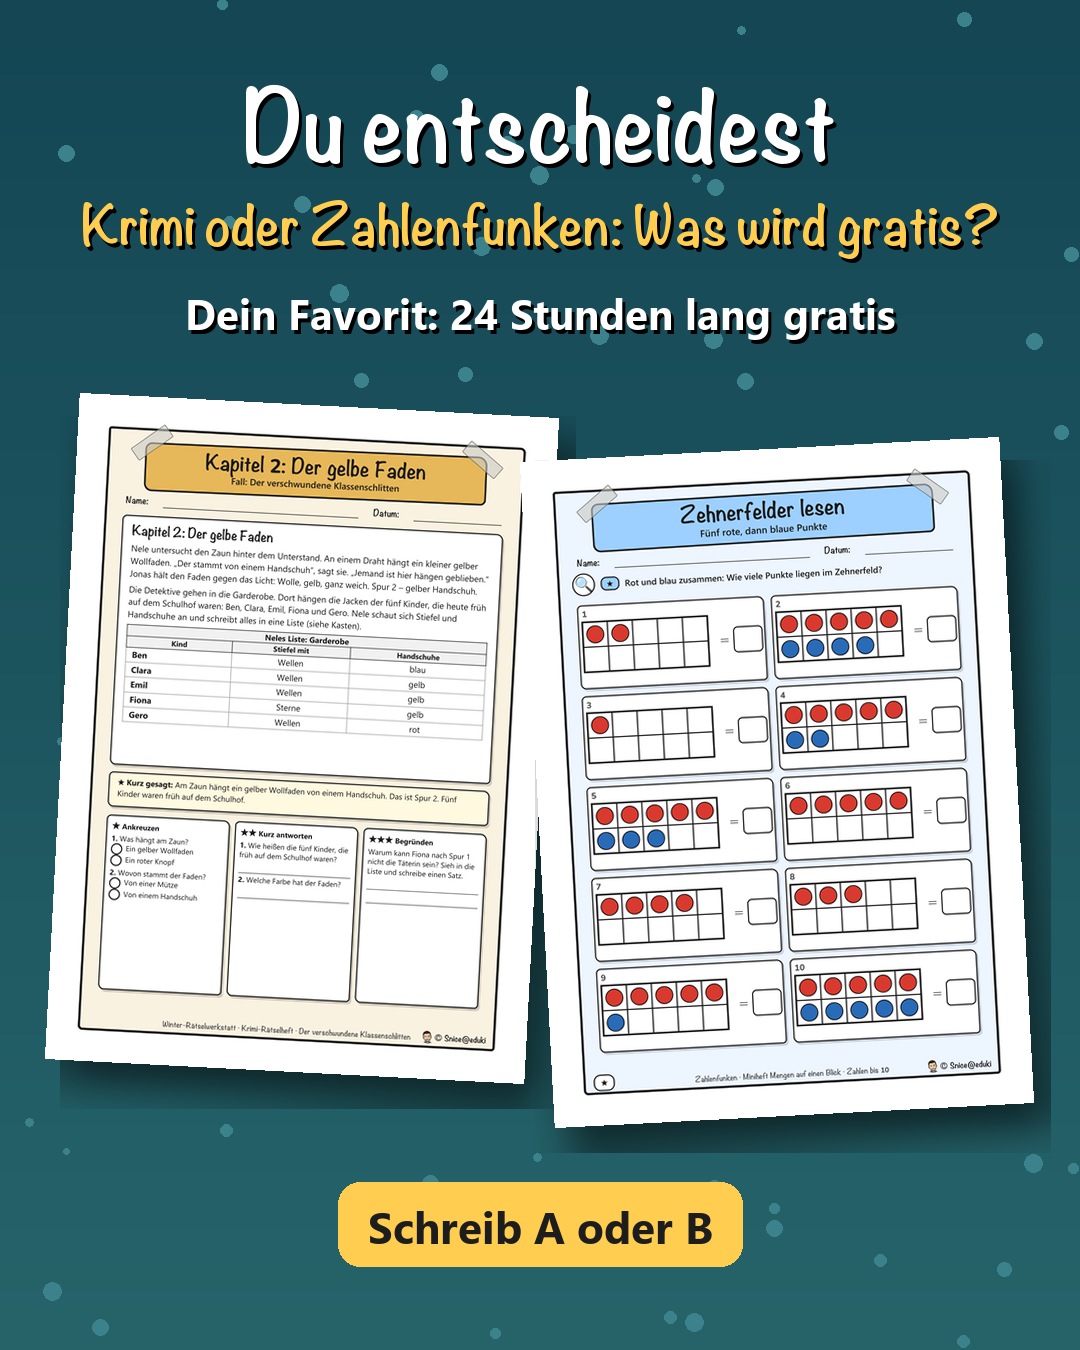 Du entscheidest
Krimi oder Zahlenfunken: Was wird gratis?
Dein Favorit: 24 Stunden lang gratis
Kapitel 2: Der gelbe Faden
Fall: Der verschwundene Klassenschlitten
Name:
Datum:
Kapitel 2: Der gelbe Faden
Nele untersucht den Zaun hinter dem Unterstand. An einem Draht hängt ein kleiner gelber
Wollfaden. „Der stammt von einem Handschuh“, sagt sie. „Jemand ist hier hängen geblieben.“
Jonas hält den Faden gegen das Licht: Wolle, gelb, ganz weich. Spur 2 – gelber Handschuh.
Die Detektive gehen in die Garderobe. Dort hängen die Jacken der fünf Kinder, die heute früh
auf dem Schulhof waren: Ben, Clara, Emil, Fiona und Gero. Nele schaut sich Stiefel und
Handschuhe an und schreibt alles in eine Liste (siehe Kasten).
Neles Liste: Garderobe
Kind Stiefel mit Handschuhe
Ben Wellen blau
Clara Wellen gelb
Emil Wellen gelb
Fiona Sterne gelb
Gero Wellen rot
★ Kurz gesagt: Am Zaun hängt ein gelber Wollfaden von einem Handschuh. Das ist Spur 2. Fünf
Kinder waren früh auf dem Schulhof.
★ Ankreuzen
1. Was hängt am Zaun?
Ein gelber Wollfaden
Ein roter Knopf
2. Wovon stammt der Faden?
Von einer Mütze
Von einem Handschuh
★★ Kurz antworten
1. Wie heißen die fünf Kinder, die
früh auf dem Schulhof waren?
2. Welche Farbe hat der Faden?
★★★ Begründen
Warum kann Fiona nach Spur 1
nicht die Täterin sein? Sieh in die
Liste und schreibe einen Satz.
Winter-Rätselwerkstatt · Krimi-Rätselheft · Der verschwundene Klassenschlitten
© Snice@eduki
Zehnerfelder lesen
Fünf rote, dann blaue Punkte
Name:
Datum:
★ Rot und blau zusammen: Wie viele Punkte liegen im Zehnerfeld?
1 =
2 =
3 =
4 =
5 =
6 =
7 =
8 =
9 =
10 =
★
Zahlenfunken · Miniheft Mengen auf einen Blick · Zahlen bis 10
© Snice@eduki
Schreib A oder B